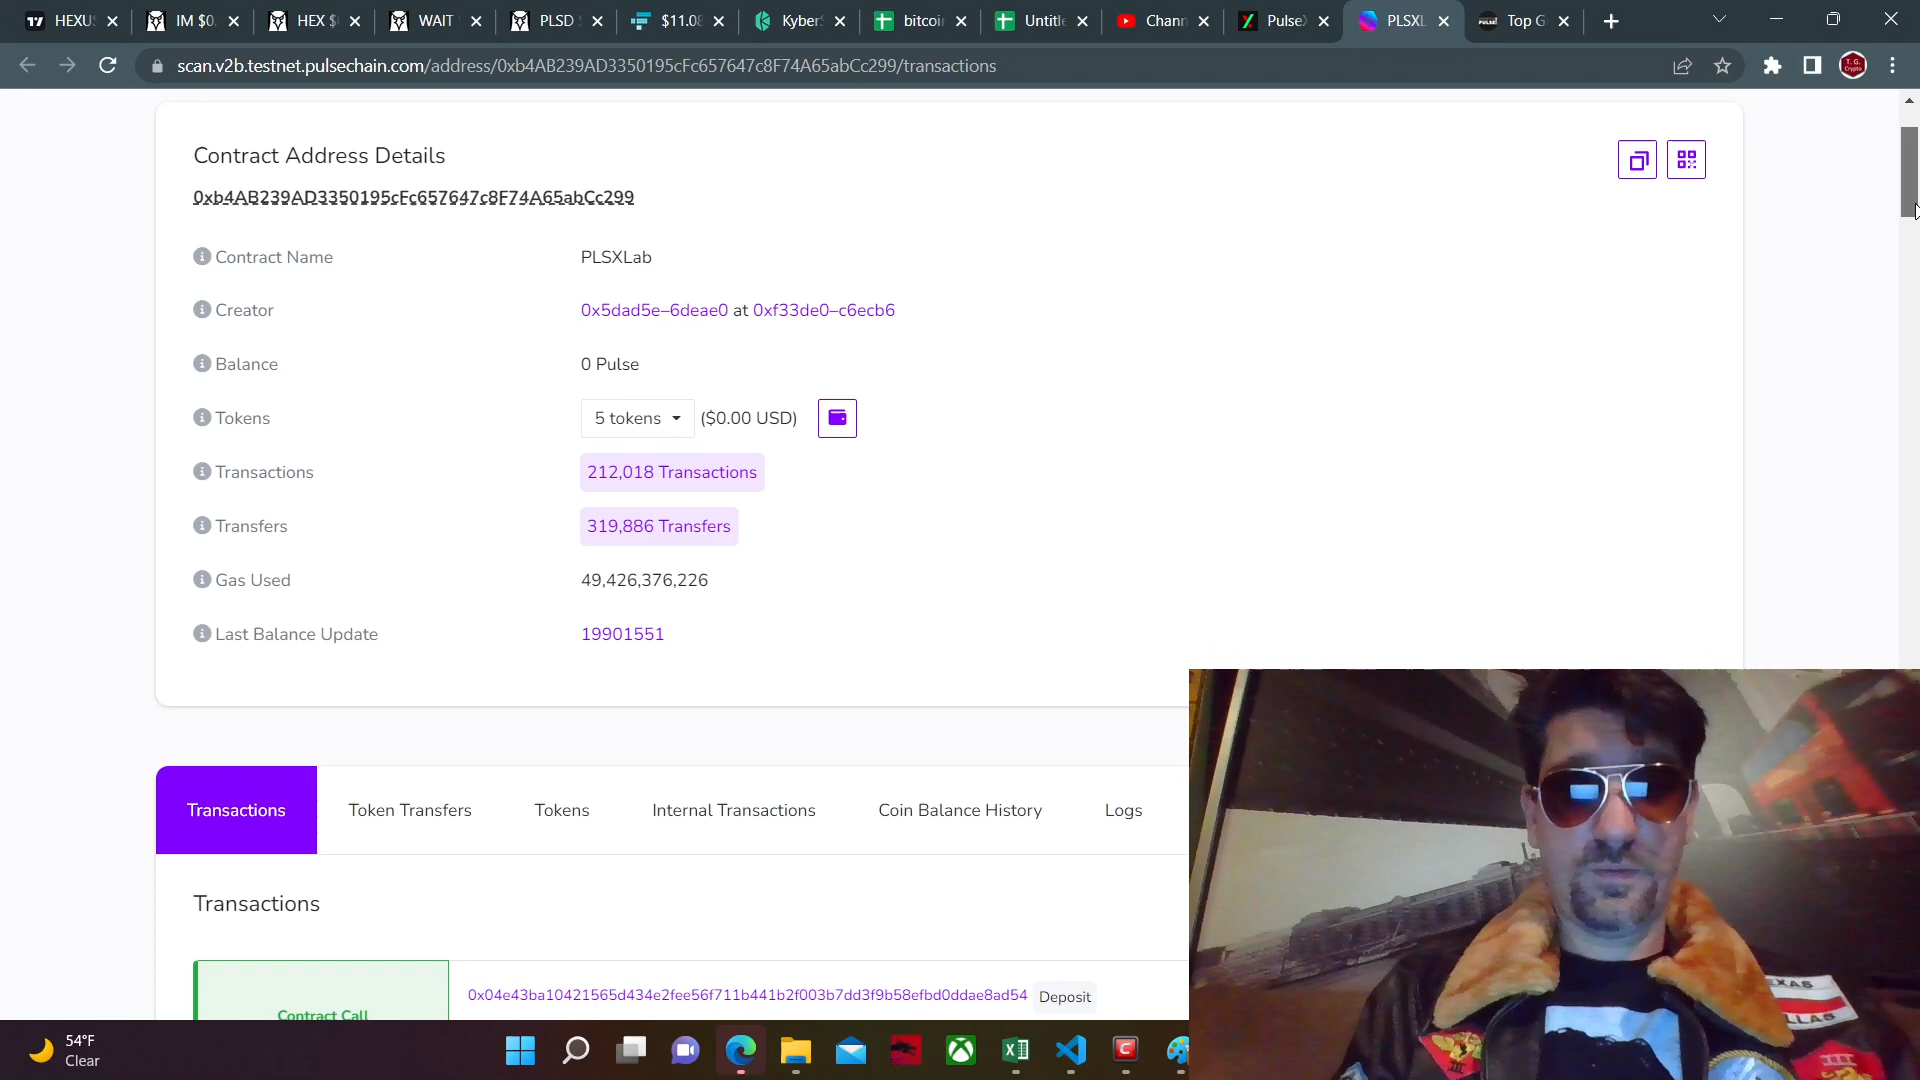 HEXUS
IM $0.
HEX $
WAIT
PLSD
$11.08
Kyber
bitcoin
Untitle
Chann
PulseX
PLSXL
Top G
scan.v2b.testnet.pulsechain.com/address/0xb4AB239AD3350195cFc657647c8F74A65abCc299/transactions
Contract Address Details
0xb4AB239AD3350195cFc657647c8F74A65abCc299
Contract Name PLSXLab
Creator 0x5dad5e–6deae0 at 0xf33de0–c6ecb6
Balance 0 Pulse
Tokens 5 tokens ($0.00 USD)
Transactions 212,018 Transactions
Transfers 319,886 Transfers
Gas Used 49,426,376,226
Last Balance Update 19901551
Transactions Token Transfers Tokens Internal Transactions Coin Balance History Logs
Transactions
0x04e43ba10421565d434e2fee56f711b441b2f003b7dd3f9b58efbd0ddae8ad54 Deposit
Contract Call
54°F
Clear